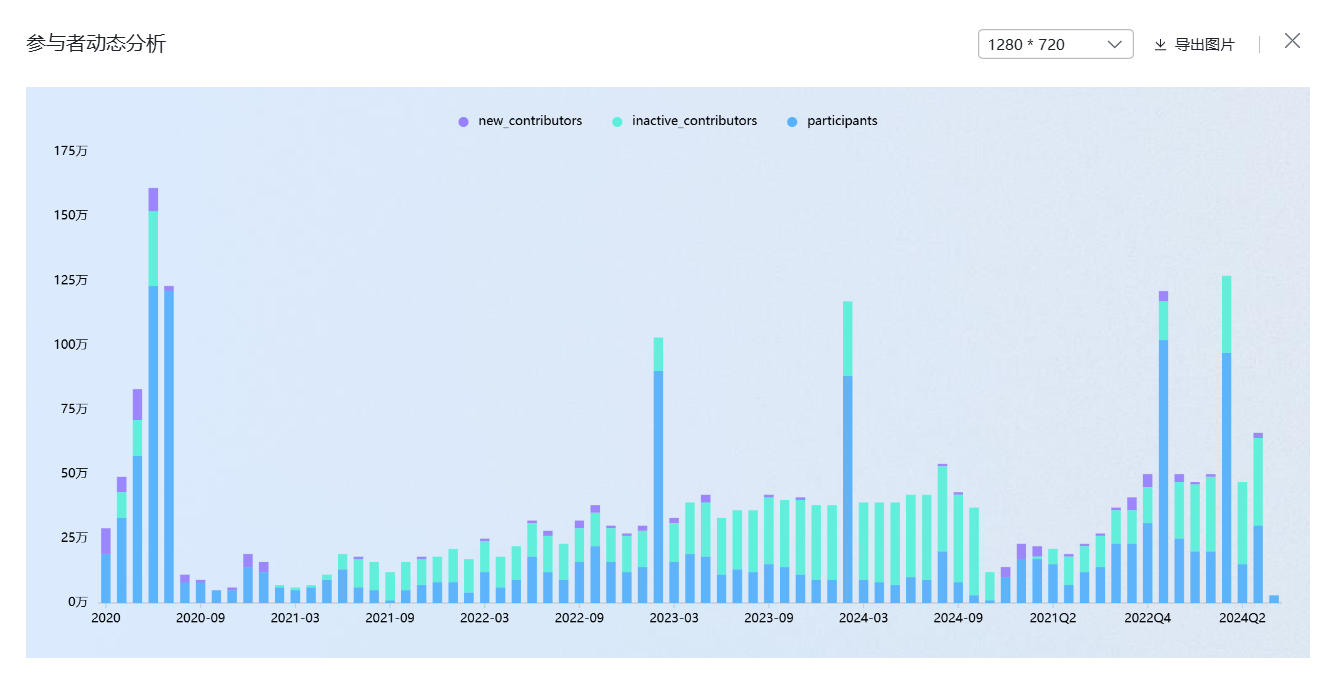 参与者动态分析
1280 * 720
导出图片
new_contributors
inactive_contributors
participants
175万
150万
125万
100万
75万
50万
25万
0万
2020
2020-09
2021-03
2021-09
2022-03
2022-09
2023-03
2023-09
2024-03
2024-09
2021Q2
2022Q4
2024Q2